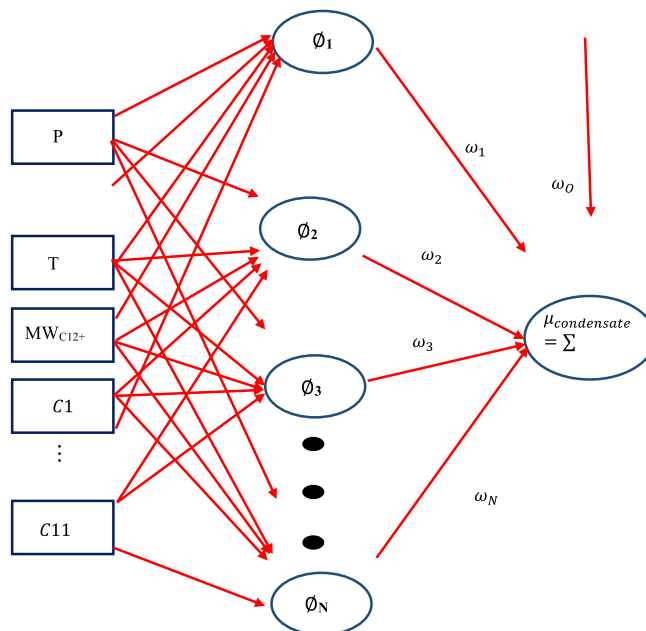 ∅1
P
ω1
ωO
∅2
T
ω2
MWC12+
μcondensate
= ∑
ω3
C1
∅3
⋮
C11
ωN
∅N